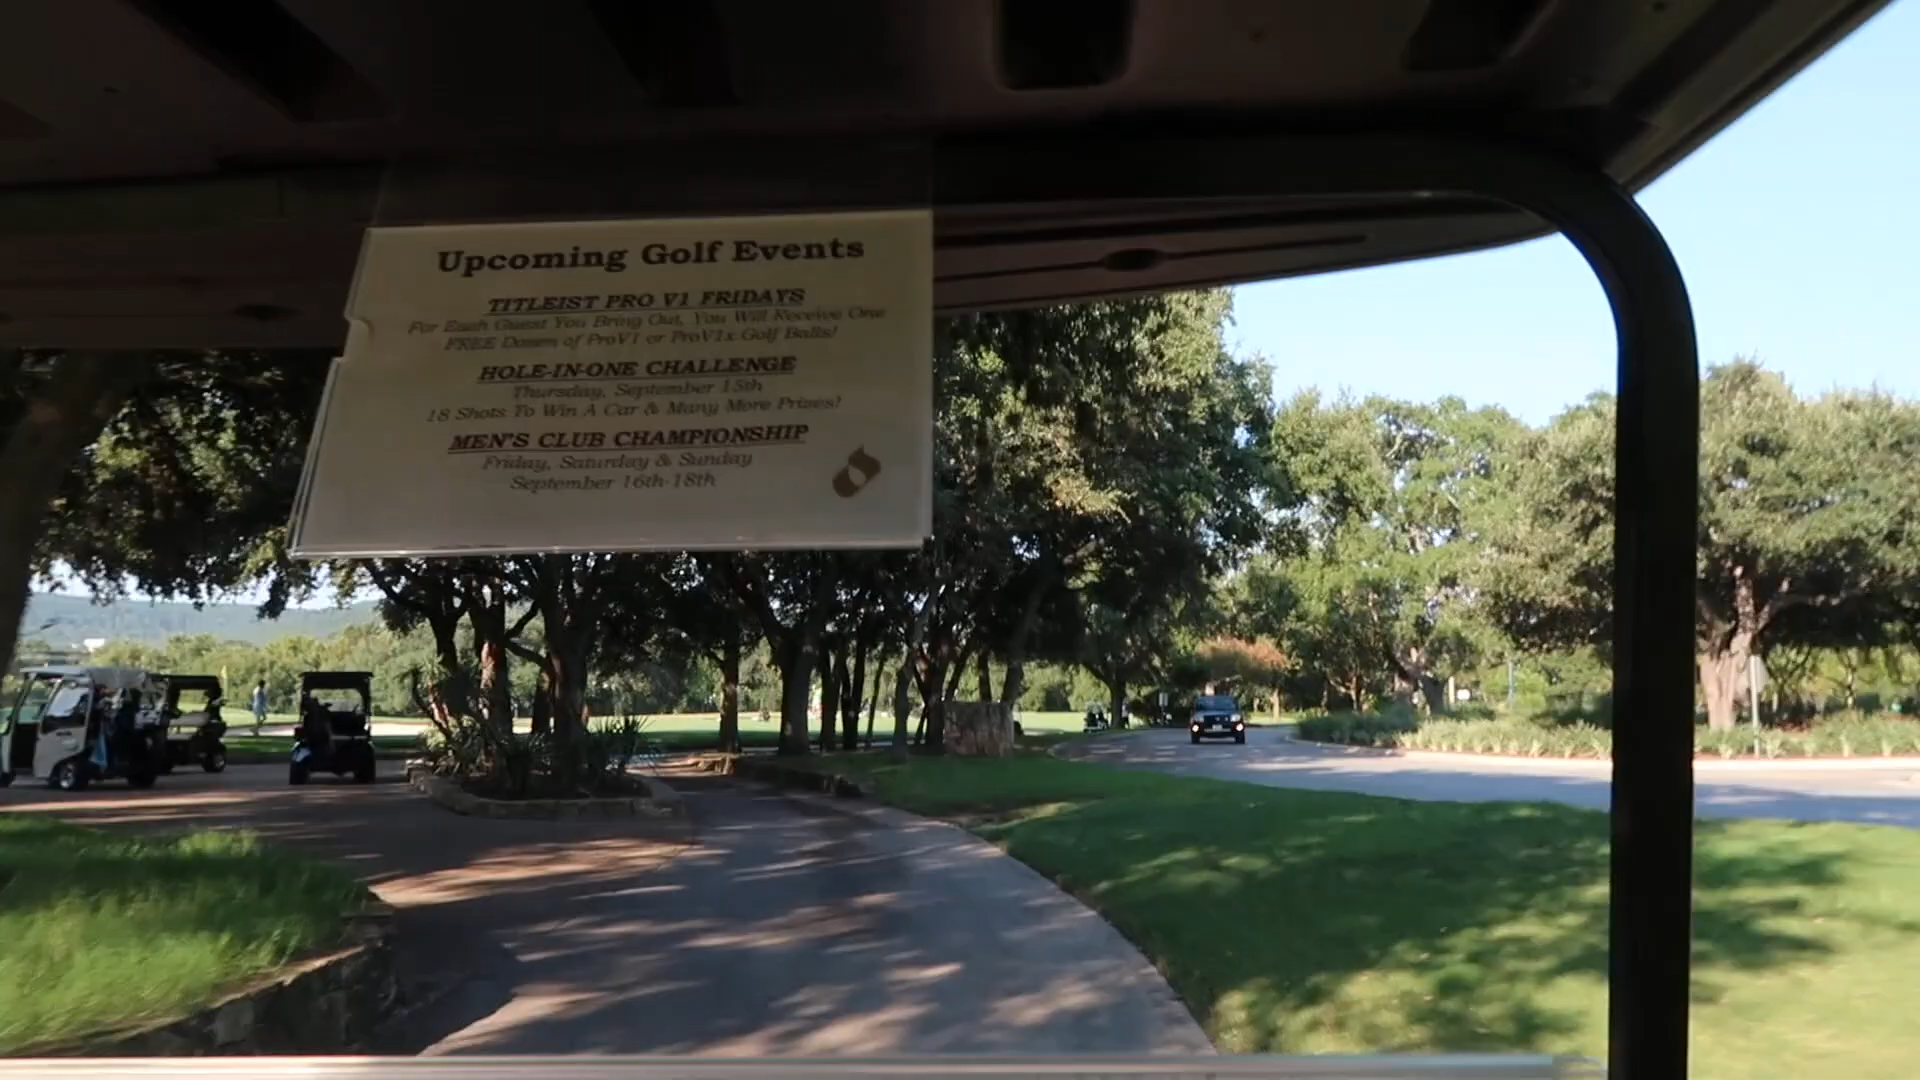 Upcoming Golf Events
TITLEIST PRO V1 FRIDAYS
For Each Guest You Bring Out, You Will Receive One
FREE Dozen of ProV1 or ProV1x Golf Balls!
HOLE-IN-ONE CHALLENGE
Thursday, September 15th
18 Shots To Win A Car & Many More Prizes!
MEN'S CLUB CHAMPIONSHIP
Friday, Saturday & Sunday
September 16th-18th